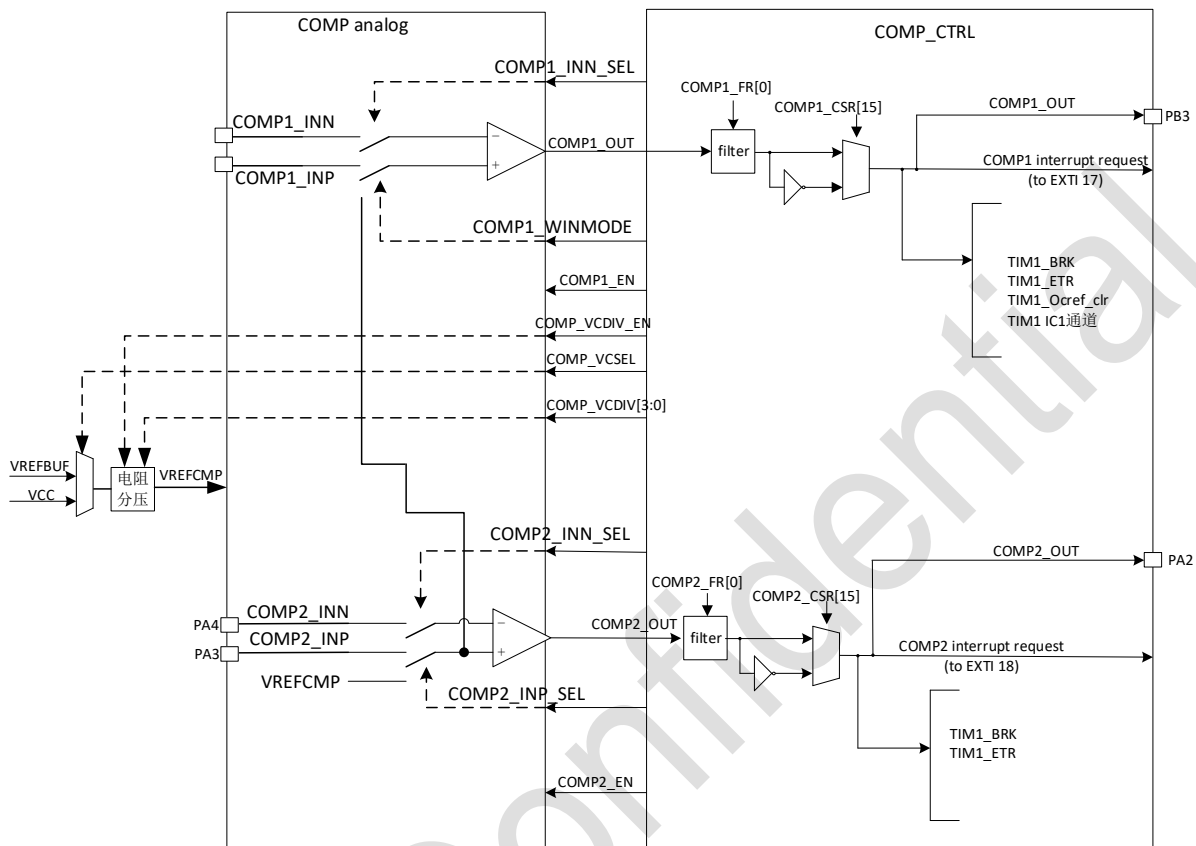 COMP analog
COMP_CTRL
COMP1_INN_SEL
COMP1_FR[0]
COMP1_CSR[15]
COMP1_OUT
PB3
COMP1_INN
COMP1_INP
-
+
COMP1_OUT
filter
COMP1 interrupt request
(to EXTI 17)
COMP1_WINMODE
TIM1_BRK
TIM1_ETR
TIM1_Ocref_clr
TIM1 IC1通道
COMP1_EN
COMP_VCDIV_EN
COMP_VCSEL
COMP_VCDIV[3:0]
VREFBUF
VCC
电阻
分压
VREFCMP
COMP2_INN_SEL
COMP2_OUT
PA2
COMP2_FR[0]
COMP2_CSR[15]
PA4
COMP2_INN
PA3
COMP2_INP
-
+
COMP2_OUT
filter
COMP2 interrupt request
(to EXTI 18)
VREFCMP
COMP2_INP_SEL
TIM1_BRK
TIM1_ETR
COMP2_EN
Confidential